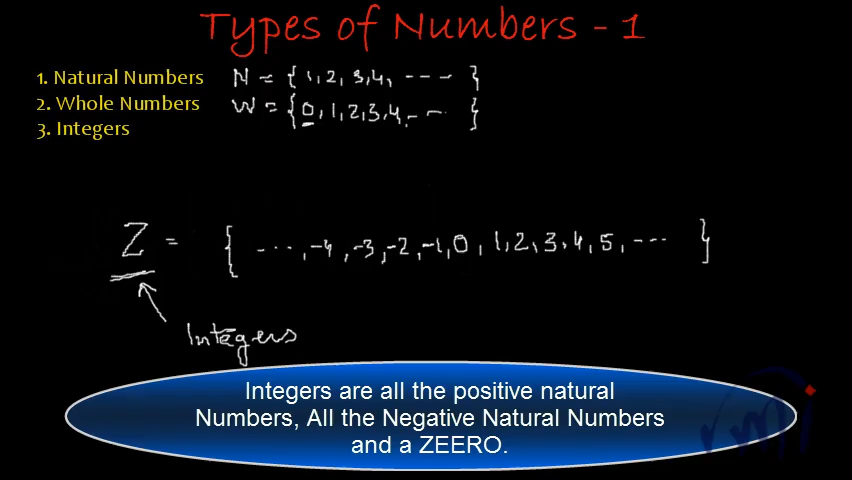 Types of Numbers - 1
1. Natural Numbers N = { 1, 2, 3, 4, --- }
2. Whole Numbers W = { 0, 1, 2, 3, 4, --- }
3. Integers
Z = { ..., -4, -3, -2, -1, 0, 1, 2, 3, 4, 5, --- }
Integers
Integers are all the positive natural
Numbers, All the Negative Natural Numbers
and a ZEERO.
rmi